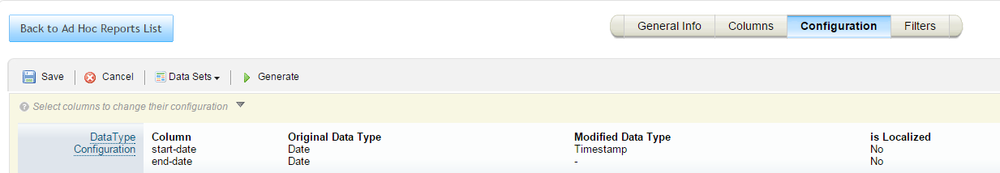 Back to Ad Hoc Reports List
General Info Columns Configuration Filters
Save Cancel Data Sets Generate
? Select columns to change their configuration
DataType Configuration
Column Original Data Type Modified Data Type is Localized
start-date Date Timestamp No
end-date Date - No